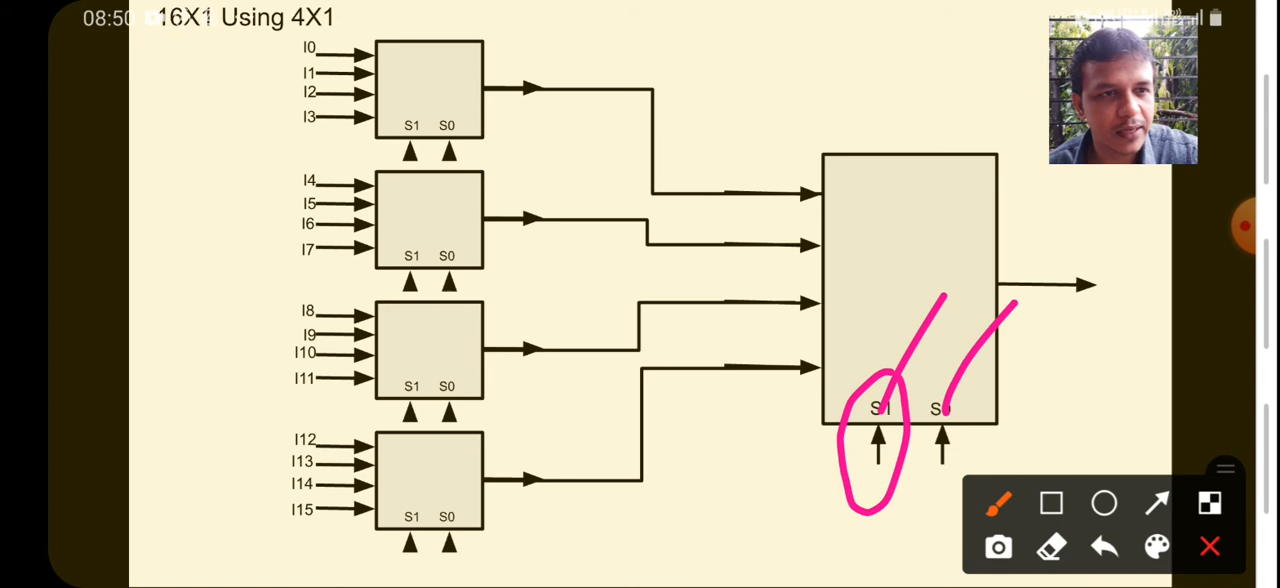 08:50
16X1 Using 4X1
I0
I1
I2
I3
S1 S0
I4
I5
I6
I7
S1 S0
I8
I9
I10
I11
S1 S0
I12
I13
I14
I15
S1 S0
S1 S0